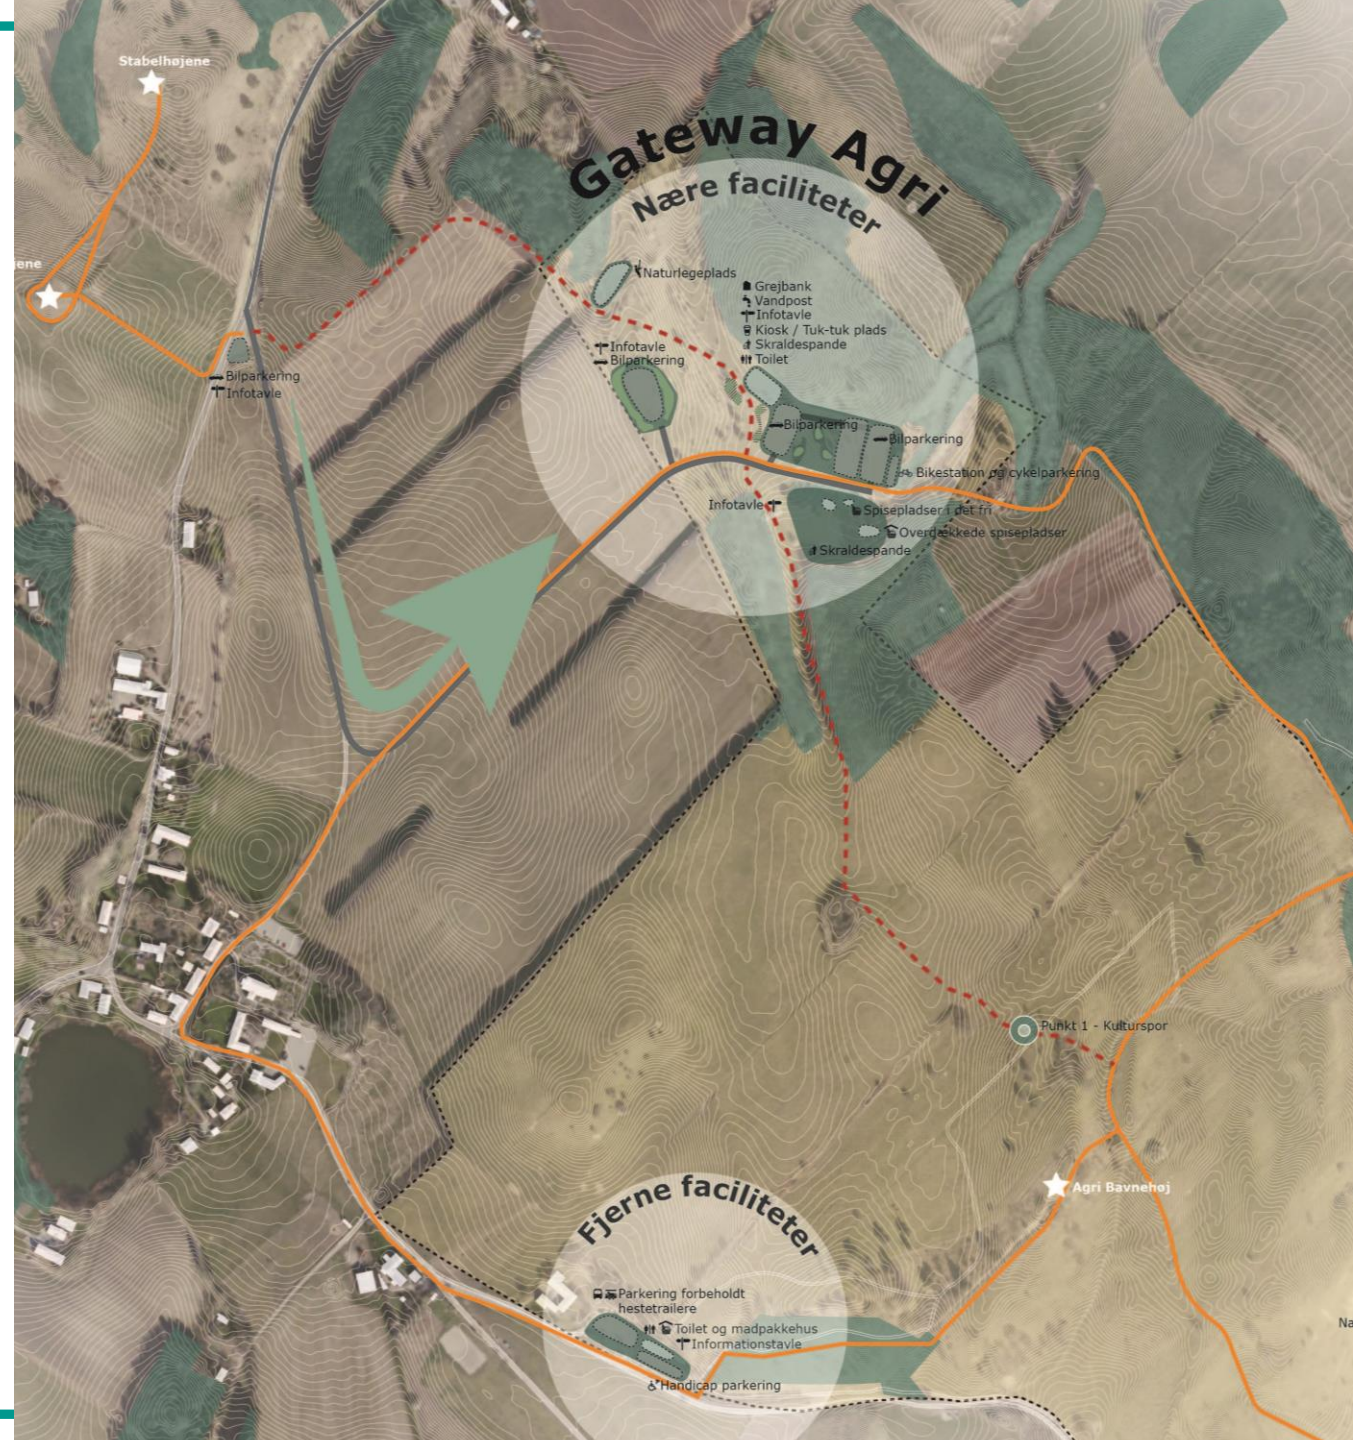 Stabelhøjene
Gateway Agri
Nære faciliteter
ene
Naturlegeplads
Grejbank
Vandpost
Infotavle
Kiosk / Tuk-tuk plads
Skraldespande
Toilet
Infotavle
Bilparkering
Bilparkering
Infotavle
Bilparkering
Bilparkering
Bikestation og cykelparkering
Infotavle
Spisepladser i det fri
Overdækkede spisepladser
Skraldespande
Punkt 1 - Kulturspor
Agri Bavnehøj
Fjerne faciliteter
Parkering forbeholdt
hestetrailere
Toilet og madpakkehus
Informationstavle
Handicap parkering
Na